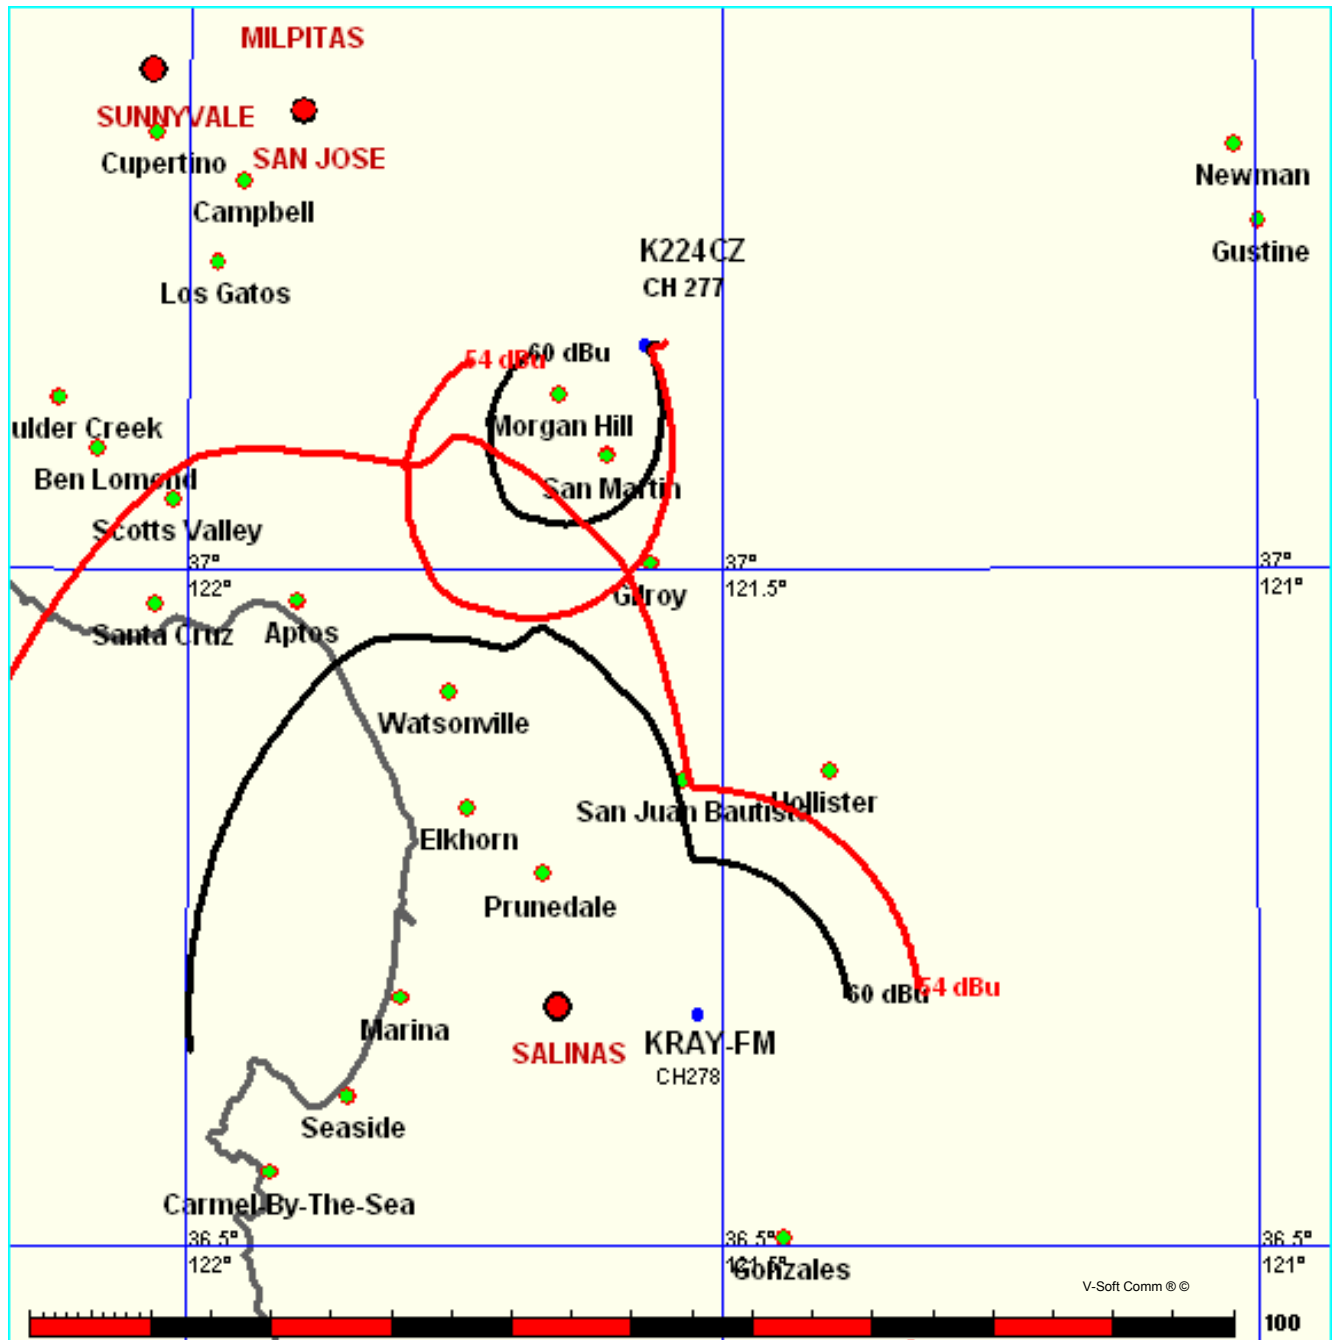 MILPITAS
SUNNYVALE
Cupertino
SAN JOSE
Campbell
Newman
Gustine
Los Gatos
K224CZ
CH 277
54 dBu
60 dBu
ulder Creek
Morgan Hill
Ben Lomond
San Martin
Scotts Valley
37°
122°
37°
121.5°
37°
121°
Gilroy
Santa Cruz
Aptos
Watsonville
San Juan Bautista
Hollister
Elkhorn
Prunedale
60 dBu
54 dBu
Marina
SALINAS
KRAY-FM
CH278
Seaside
Carmel-By-The-Sea
36.5°
122°
36.5°
121.5°
36.5°
121°
Gonzales
V-Soft Comm ® ©
100